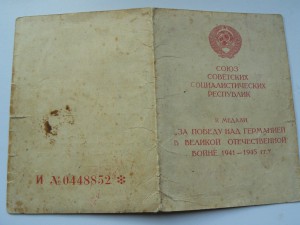 И № 0448852 *
СОЮЗ
СОВЕТСКИХ
СОЦИАЛИСТИЧЕСКИХ
РЕСПУБЛИК
К МЕДАЛИ
„ЗА ПОБЕДУ НАД ГЕРМАНИЕЙ
В ВЕЛИКОЙ ОТЕЧЕСТВЕННОЙ
ВОЙНЕ 1941—1945 гг.“